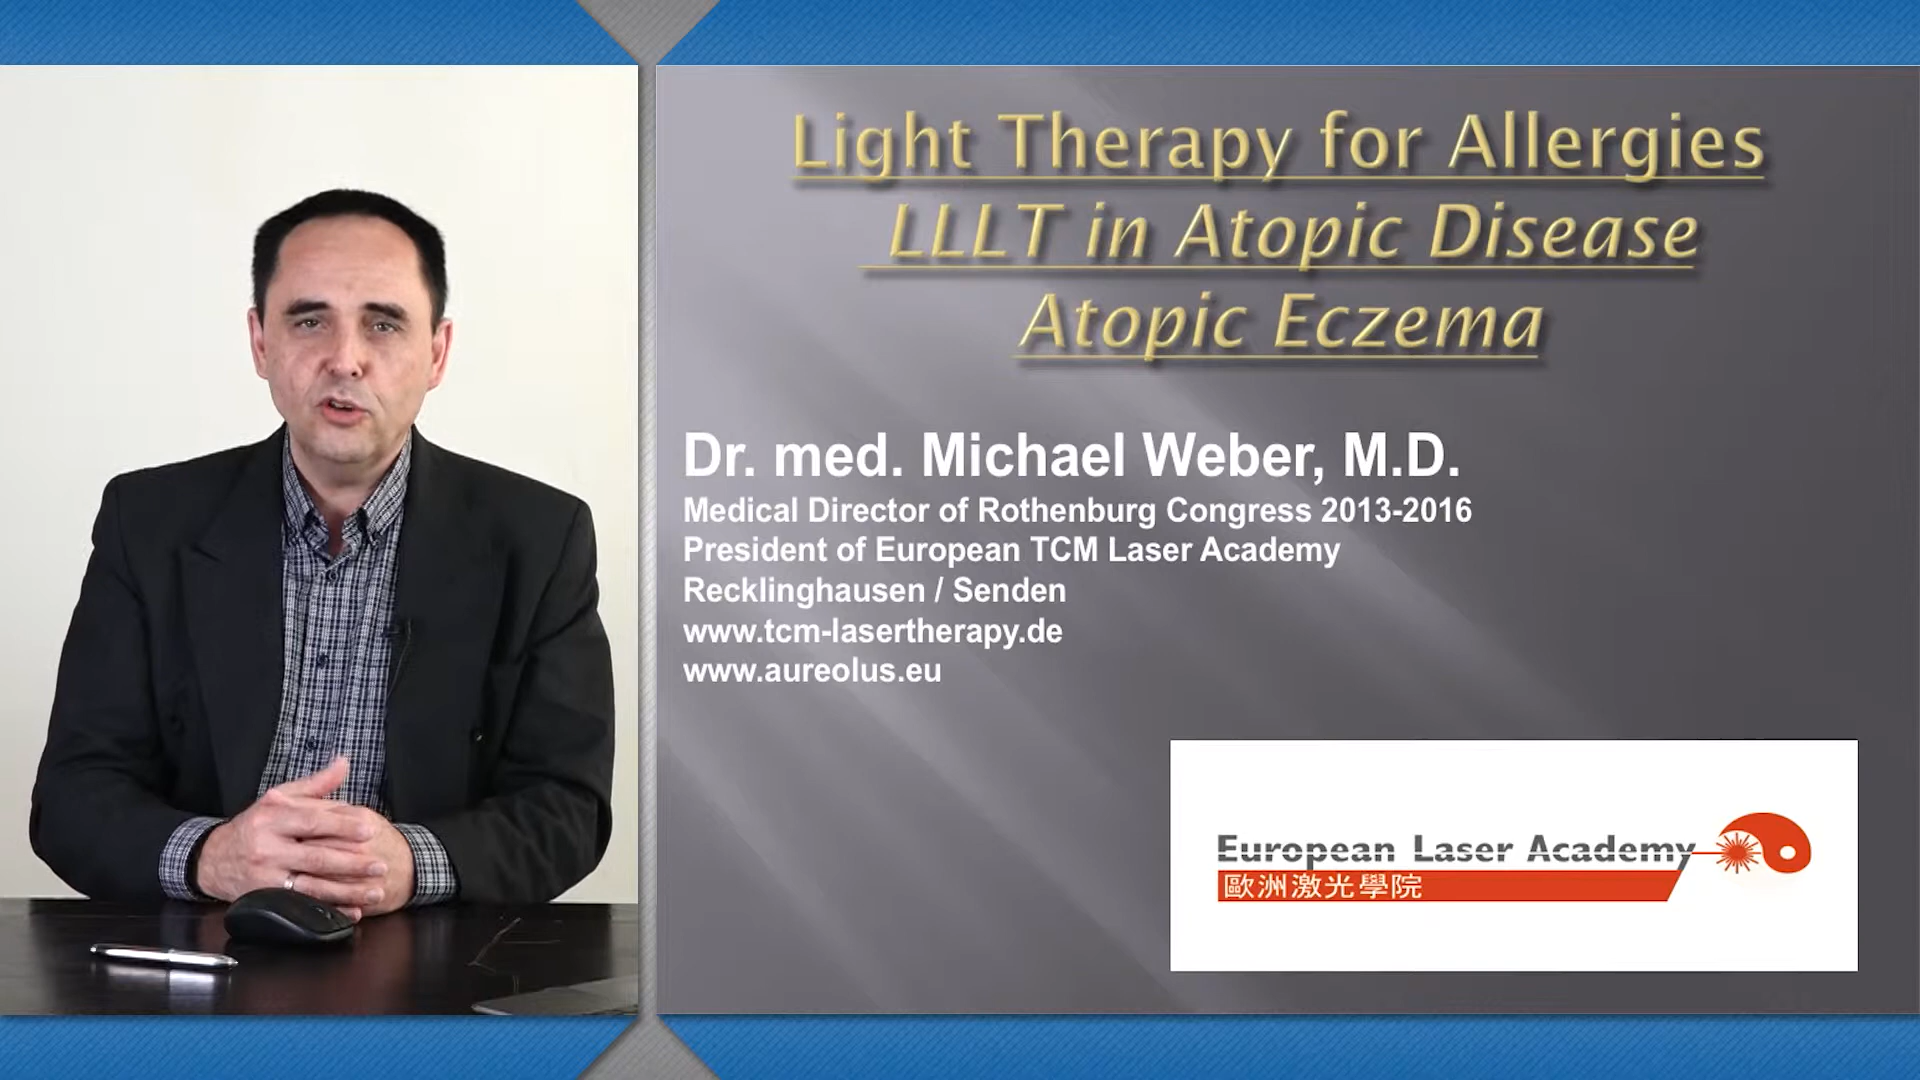 Light Therapy for Allergies
LLLT in Atopic Disease
Atopic Eczema
Dr. med. Michael Weber, M.D.
Medical Director of Rothenburg Congress 2013-2016
President of European TCM Laser Academy
Recklinghausen / Senden
www.tcm-lasertherapy.de
www.aureolus.eu
European Laser Academy
歐洲激光學院